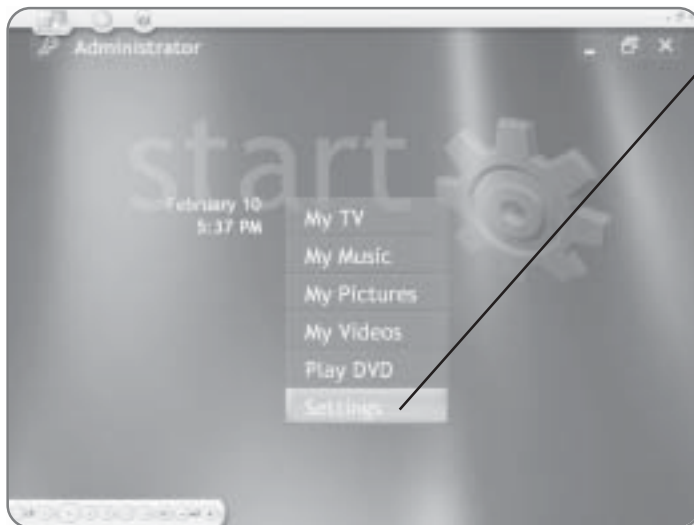 Administrator
start
February 10
5:37 PM
My TV
My Music
My Pictures
My Videos
Play DVD
Settings